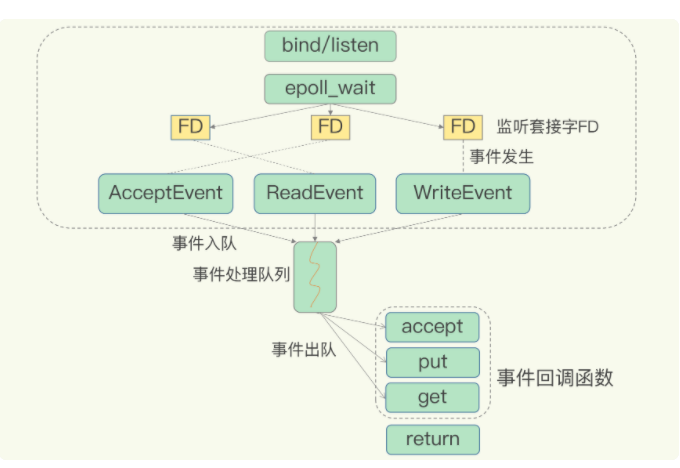 bind/listen
epoll_wait
FD
FD
FD
监听套接字FD
事件发生
AcceptEvent
ReadEvent
WriteEvent
事件入队
事件处理队列
事件出队
accept
put
get
事件回调函数
return